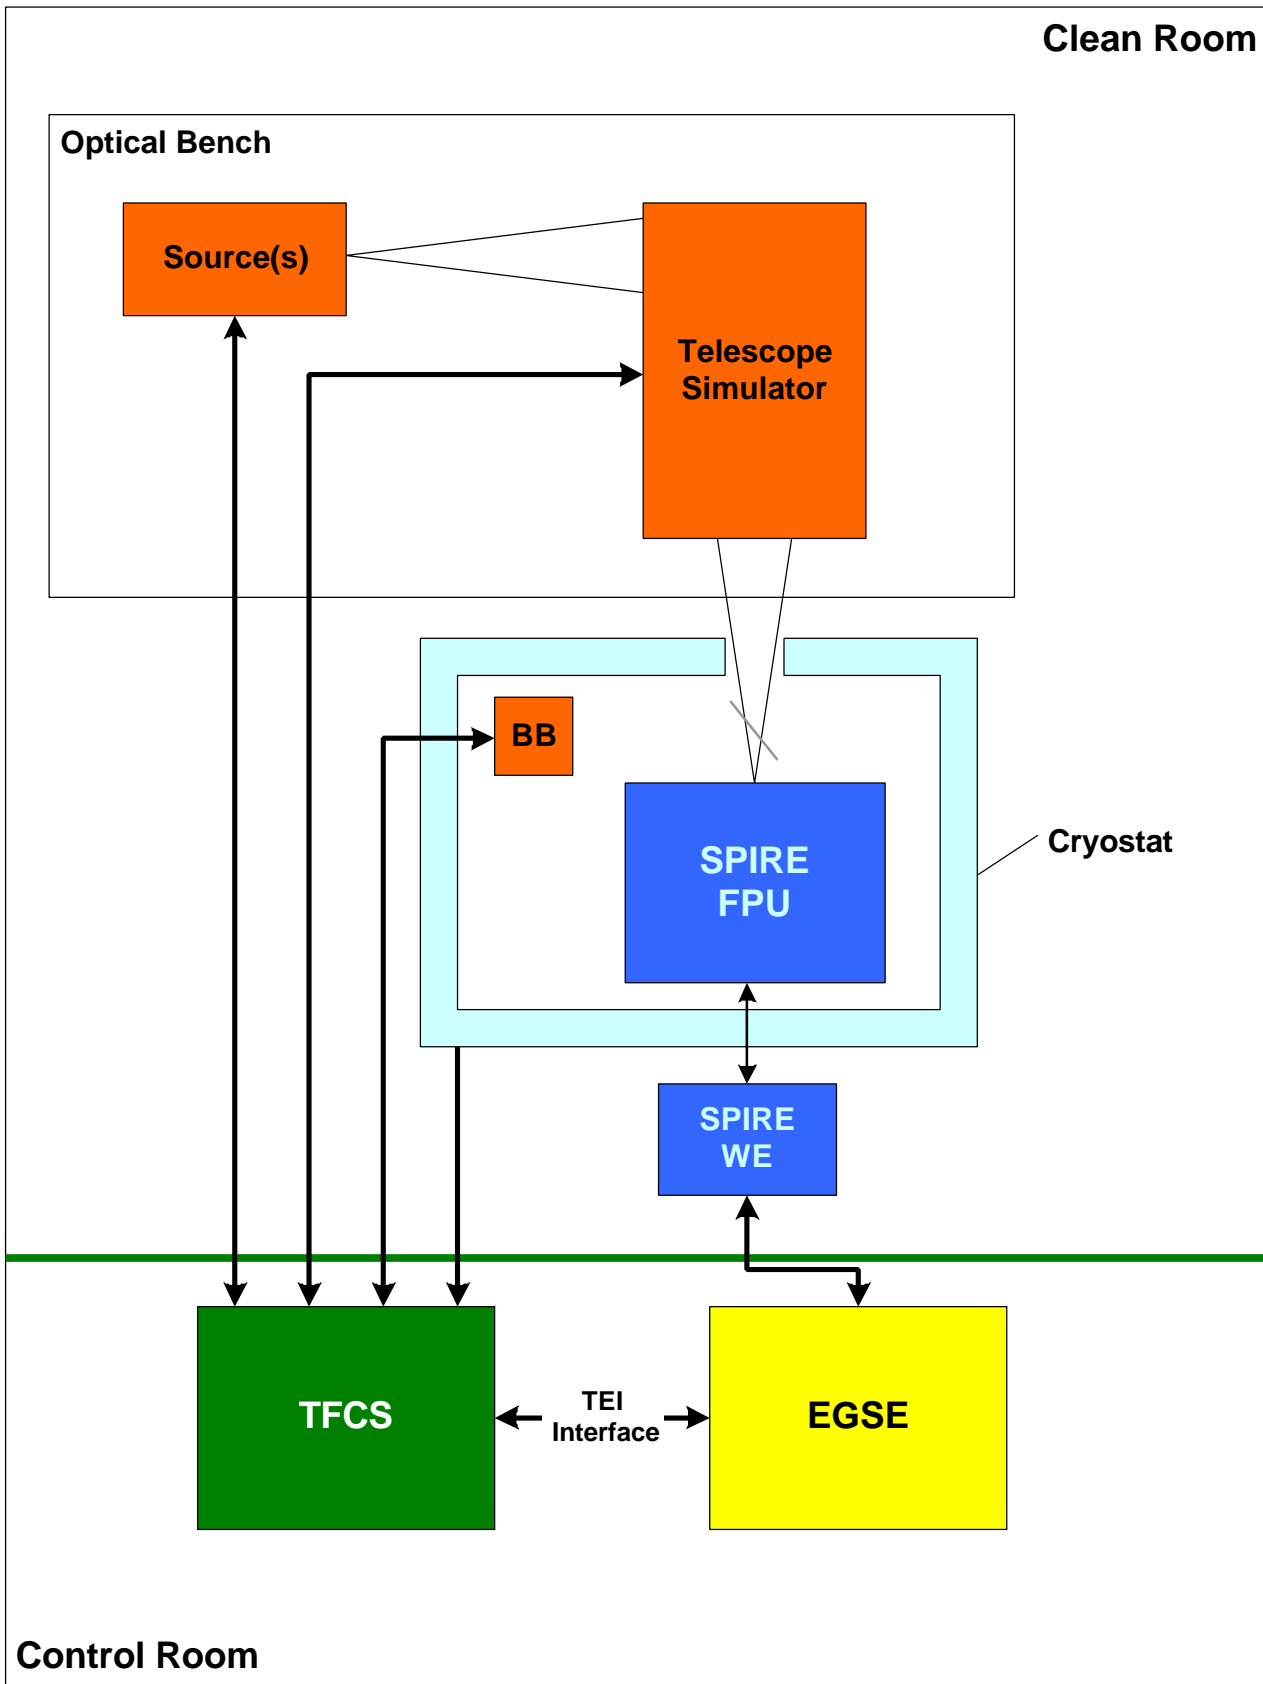 Clean Room
Optical Bench
Source(s)
Telescope
Simulator
BB
SPIRE
FPU
Cryostat
SPIRE
WE
TFCS
TEI
Interface
EGSE
Control Room